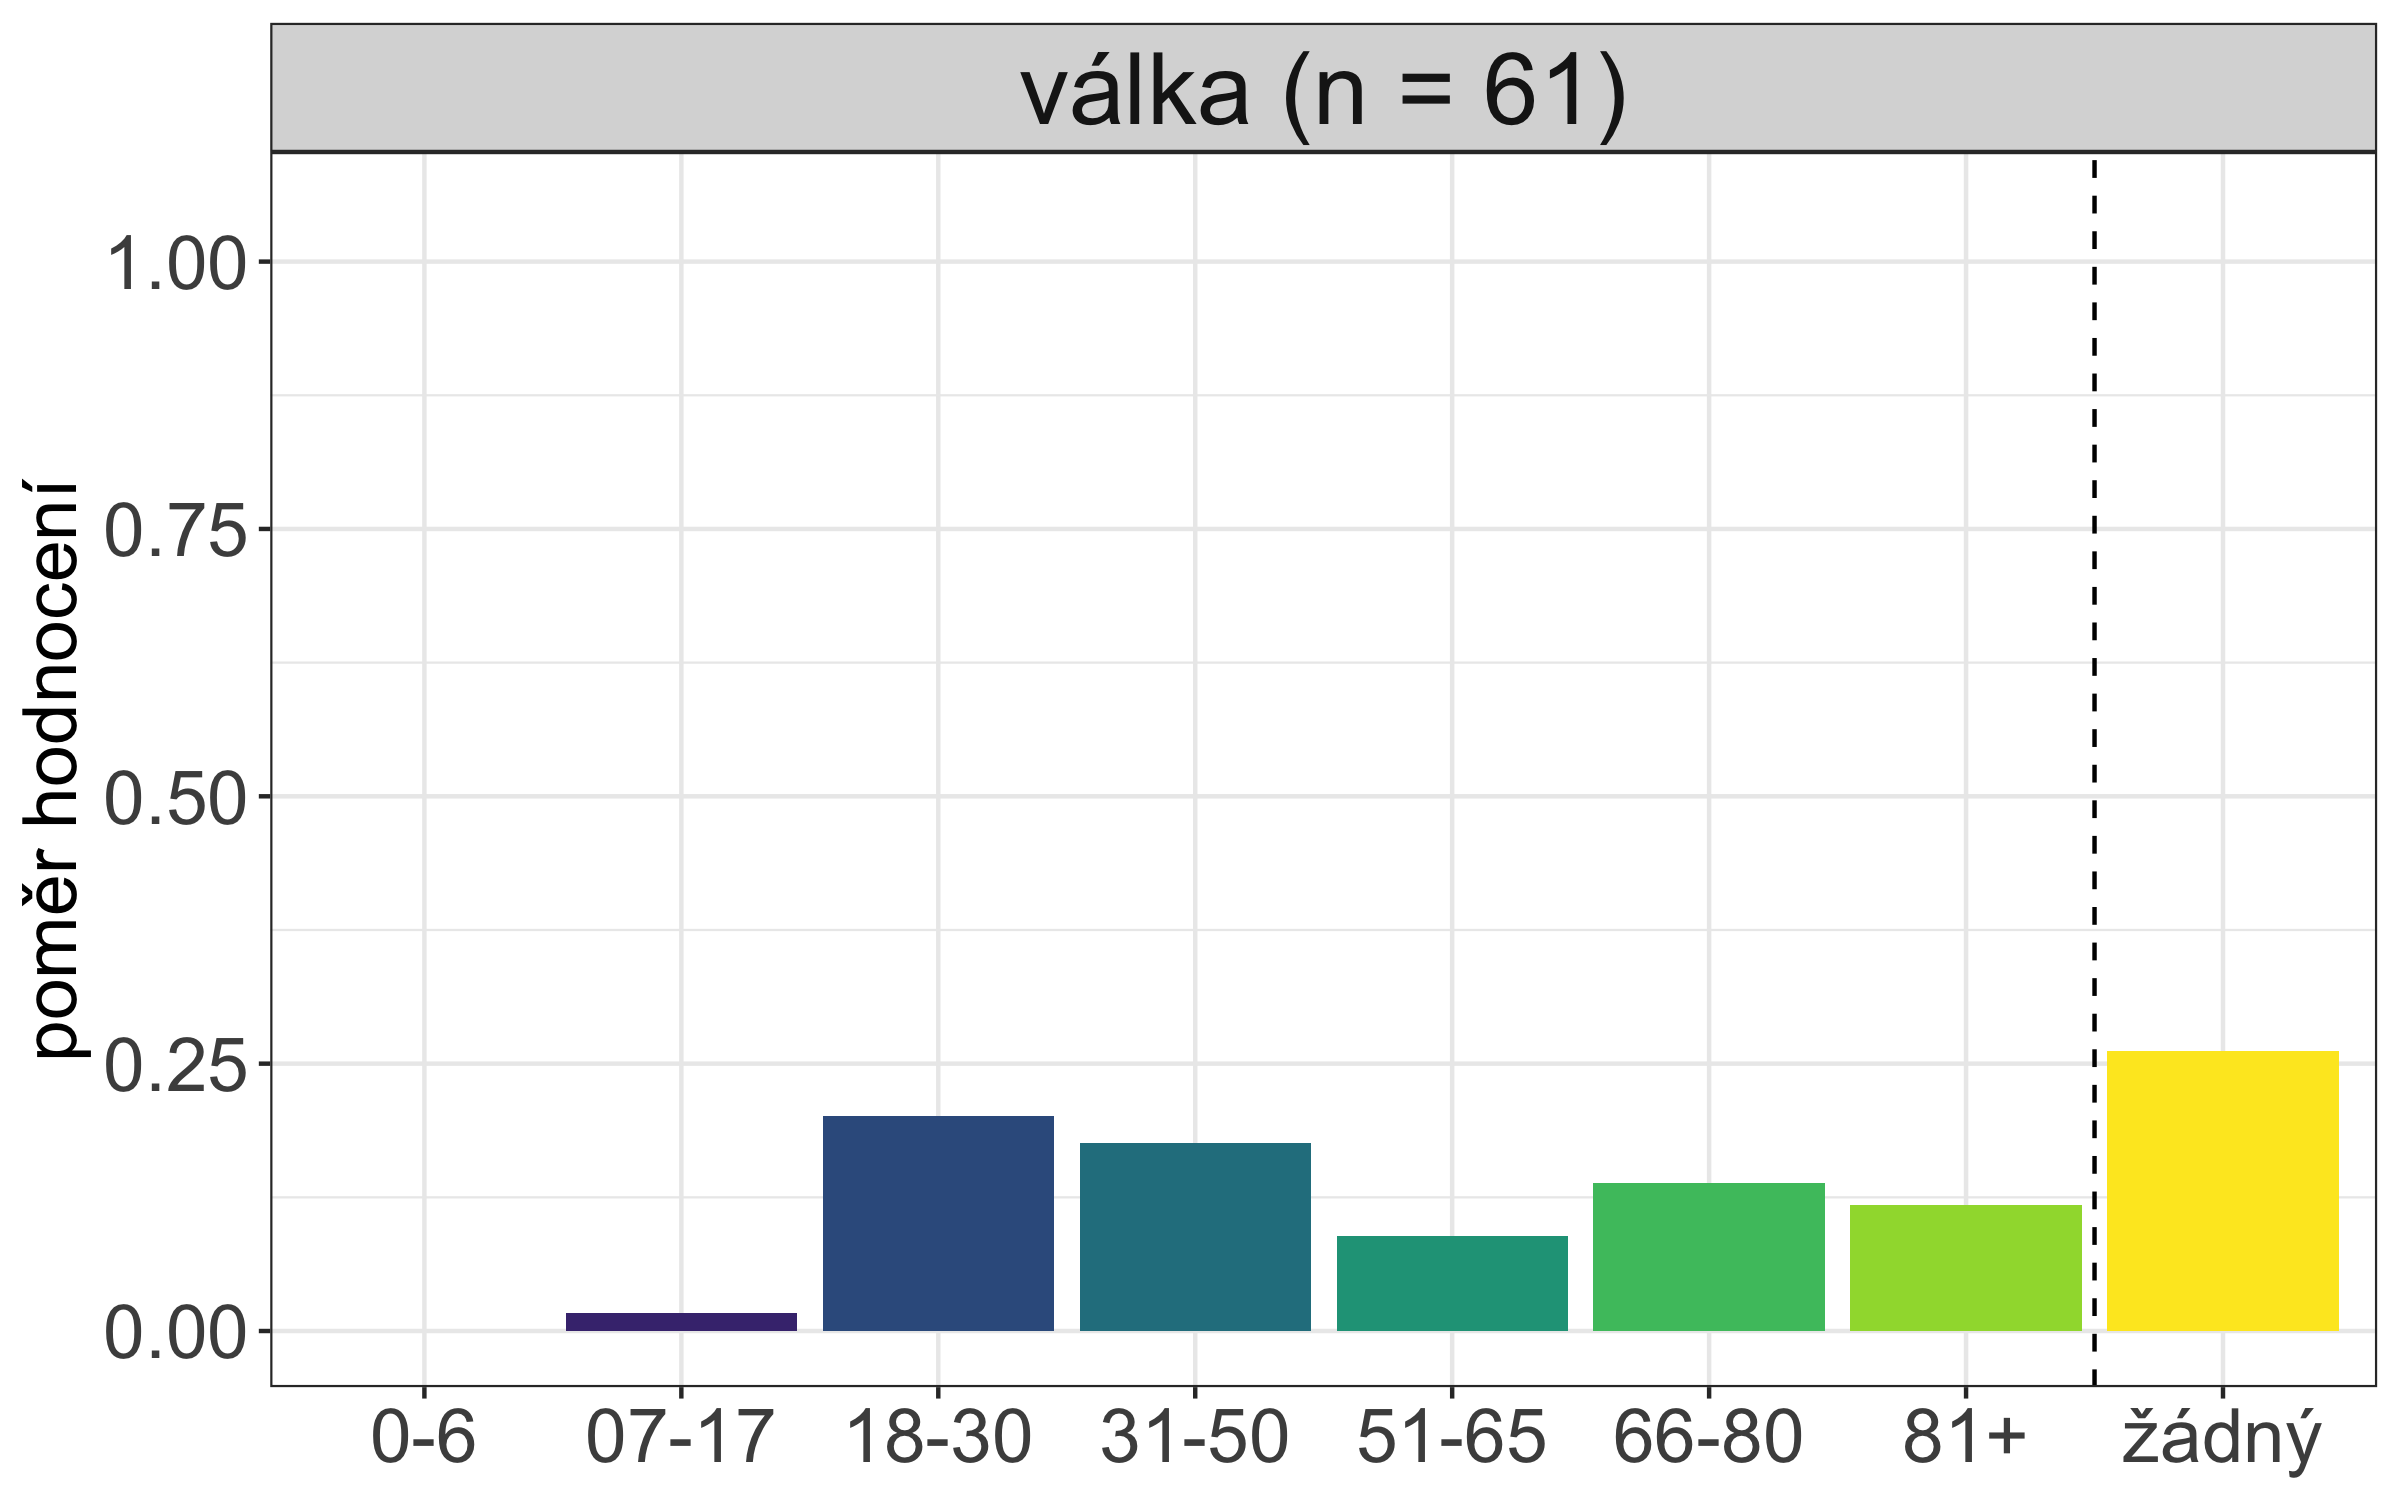 válka (n = 61)
poměr hodnocení
1.00
0.75
0.50
0.25
0.00
0-6 07-17 18-30 31-50 51-65 66-80 81+ žádný